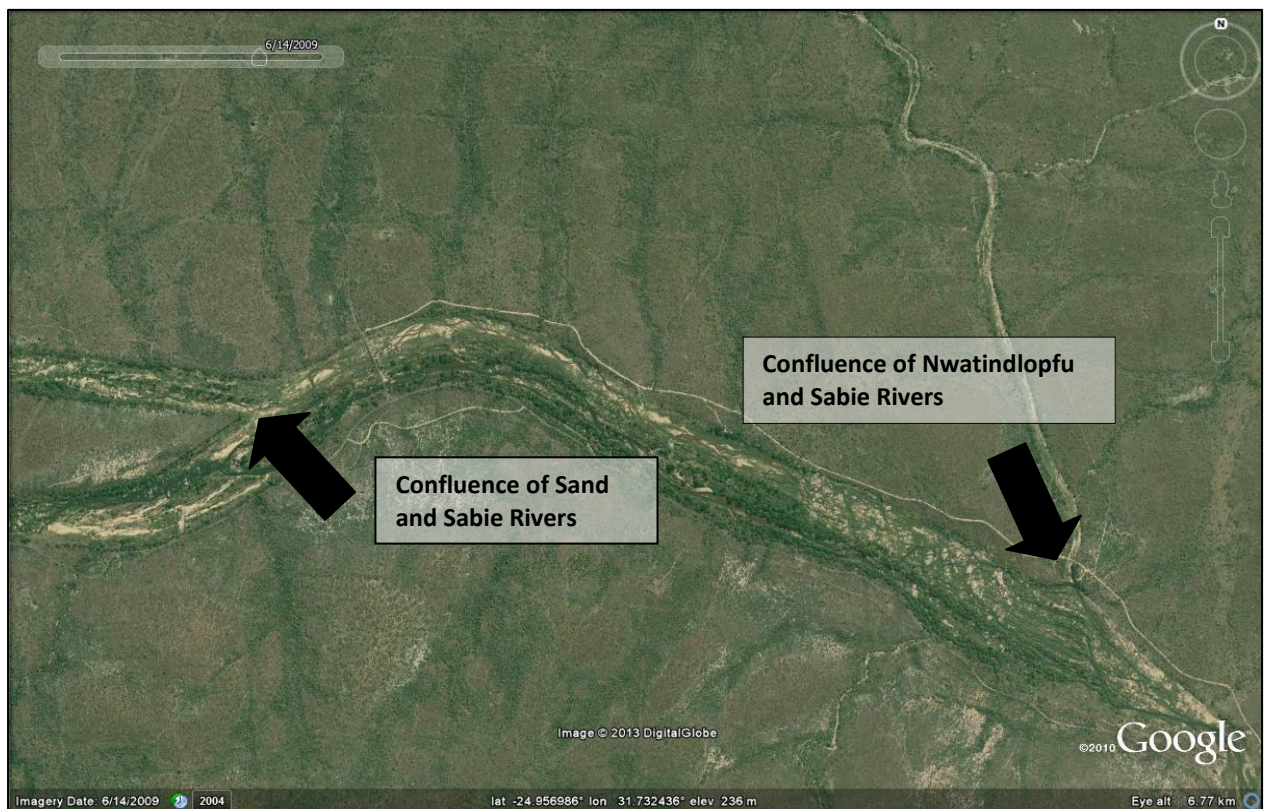 6/14/2009
N
Confluence of Nwatindlopfu
and Sabie Rivers
Confluence of Sand
and Sabie Rivers
Image © 2013 DigitalGlobe
©2010 Google
Imagery Date: 6/14/2009 2004 lat -24.956986° lon 31.732436° elev 236 m Eye alt 6.77 km